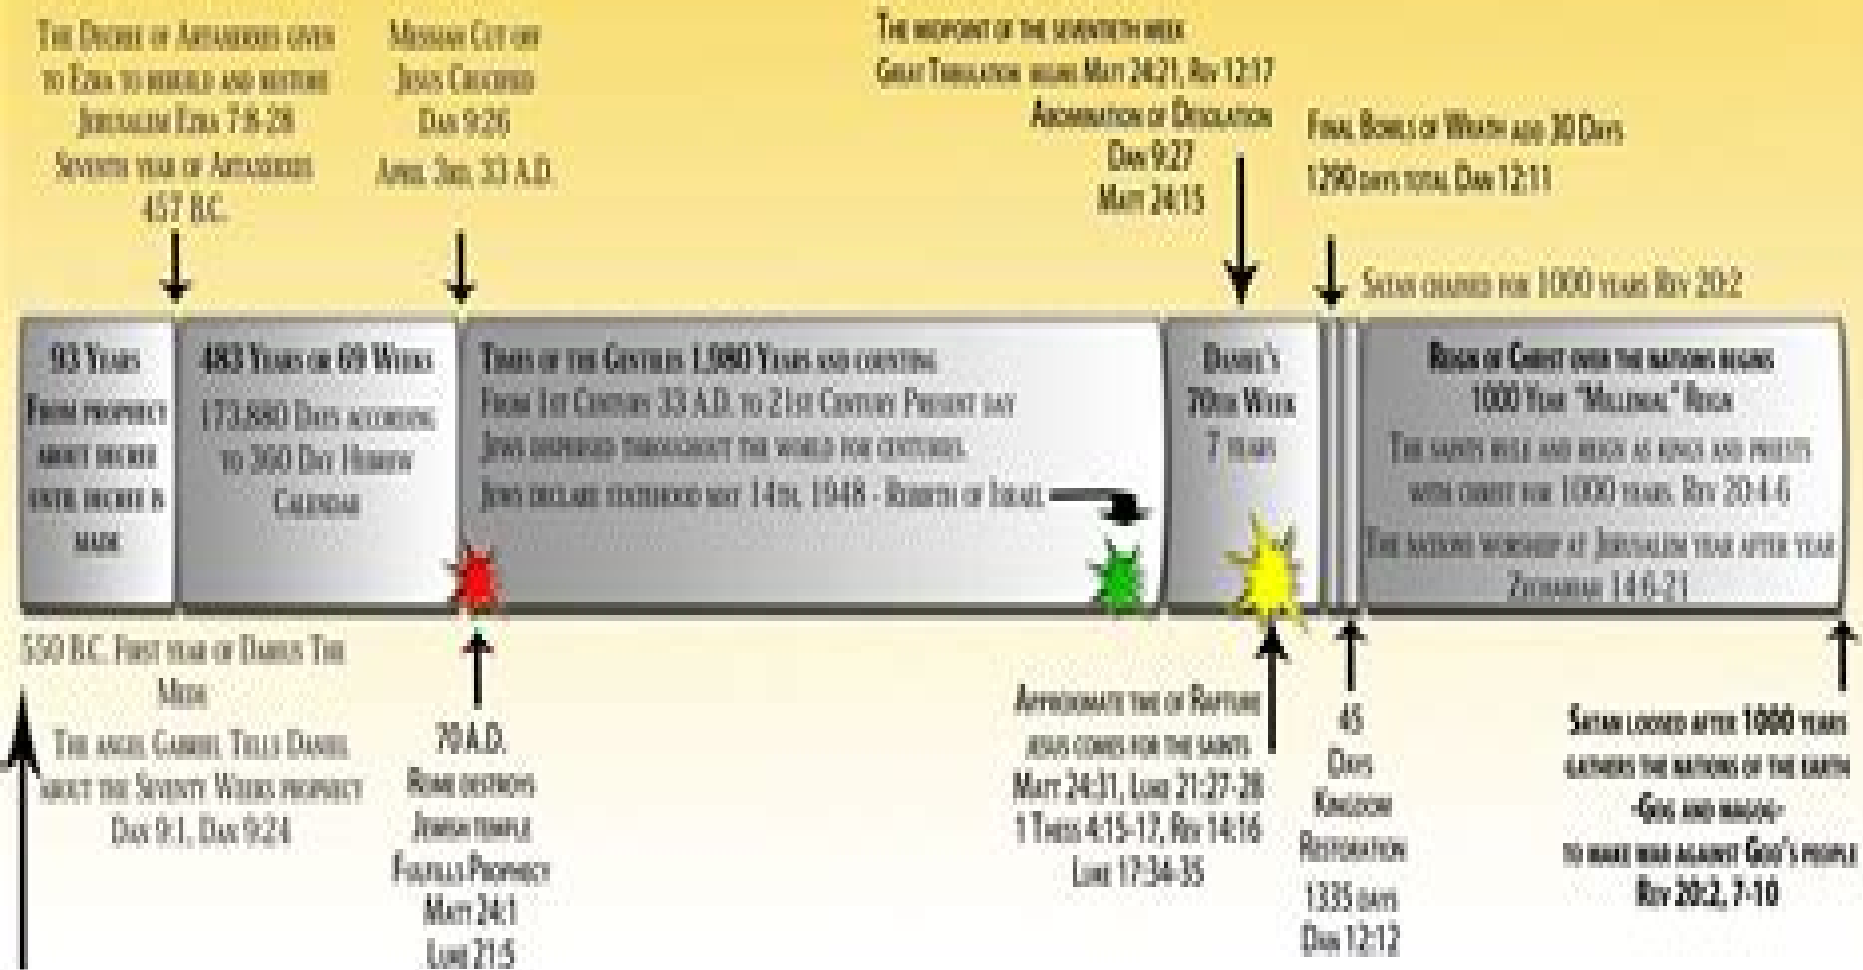 THE DECREE OF ARTAXERXES GIVEN
TO EZRA TO REBUILD AND RESTORE
JERUSALEM EZRA 7:8-28
SEVENTH YEAR OF ARTAXERXES
457 B.C.
MESSIAH CUT OFF
JESUS CRUCIFIED
DAN 9:26
APRIL 3RD, 33 A.D.
THE MIDPOINT OF THE SEVENTIETH WEEK
GREAT TRIBULATION BEGINS MATT 24:21, REV 12:17
ABOMINATION OF DESOLATION
DAN 9:27
MATT 24:15
FINAL BOWLS OF WRATH ADD 30 DAYS
1290 DAYS TOTAL DAN 12:11
SATAN CHAINED FOR 1000 YEARS REV 20:2
93 YEARS
FROM PROPHECY
ABOUT DECREE
UNTIL DECREE IS
MADE
483 YEARS OR 69 WEEKS
173,880 DAYS ACCORDING
TO 360 DAY HEBREW
CALENDAR
TIMES OF THE GENTILES 1,980 YEARS AND COUNTING
FROM 1ST CENTURY 33 A.D. TO 21ST CENTURY PRESENT DAY
JEWS DISPERSED THROUGHOUT THE WORLD FOR CENTURIES.
JEWS DECLARE STATEHOOD MAY 14TH, 1948 - REBIRTH OF ISRAEL
DANIEL'S
70TH WEEK
7 YEARS
REIGN OF CHRIST OVER THE NATIONS BEGINS
1000 YEAR "MILLENIAL" REIGN
THE SAINTS RULE AND REIGN AS KINGS AND PRIESTS
WITH CHRIST FOR 1000 YEARS. REV 20:4-6
THE NATIONS WORSHIP AT JERUSALEM YEAR AFTER YEAR
ZECHARIAH 14:6-21
550 B.C. FIRST YEAR OF DARIUS THE
MEDE
THE ANGEL GABRIEL TELLS DANIEL
ABOUT THE SEVENTY WEEKS PROPHECY
DAN 9:1, DAN 9:24
70 A.D.
ROME DESTROYS
JEWISH TEMPLE
FULFILLS PROPHECY
MATT 24:1
LUKE 21:5
APPROXIMATE TIME OF RAPTURE
JESUS COMES FOR THE SAINTS
MATT 24:31, LUKE 21:27-28
1 THESS 4:15-17, REV 14:16
LUKE 17:34-35
45
DAYS
KINGDOM
RESTORATION
1335 DAYS
DAN 12:12
SATAN LOOSED AFTER 1000 YEARS
GATHERS THE NATIONS OF THE EARTH
-GOG AND MAGOG-
TO MAKE WAR AGAINST GOD'S PEOPLE
REV 20:2, 7-10